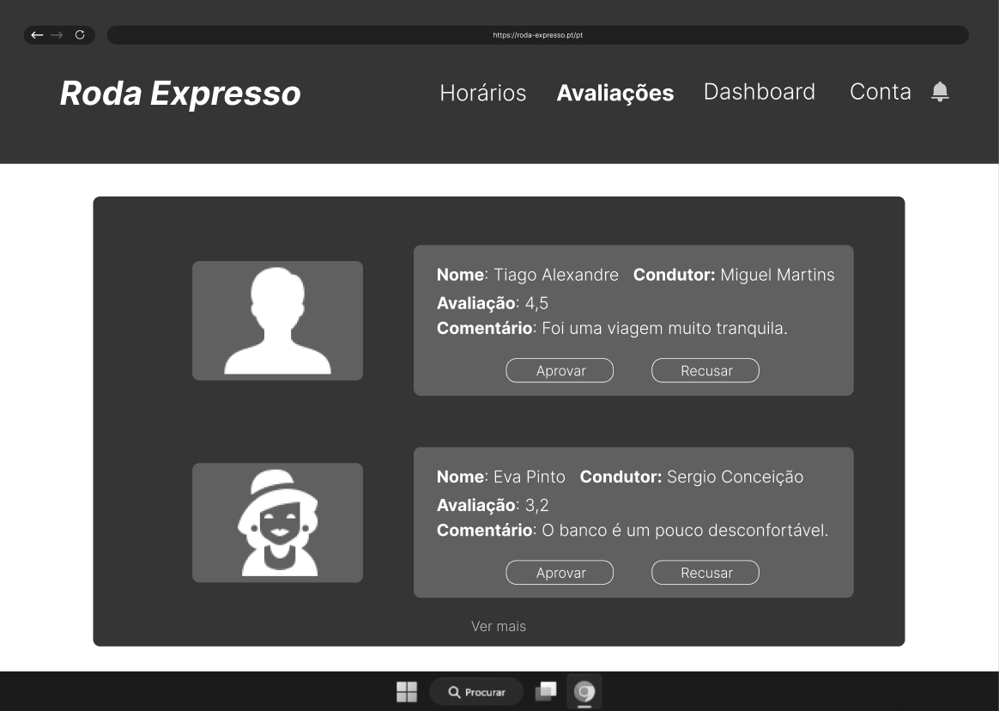 https://roda-expresso.pt/pt
Roda Expresso
Horários Avaliações Dashboard Conta
Nome: Tiago Alexandre Condutor: Miguel Martins
Avaliação: 4,5
Comentário: Foi uma viagem muito tranquila.
Aprovar Recusar
Nome: Eva Pinto Condutor: Sergio Conceição
Avaliação: 3,2
Comentário: O banco é um pouco desconfortável.
Aprovar Recusar
Ver mais
Procurar